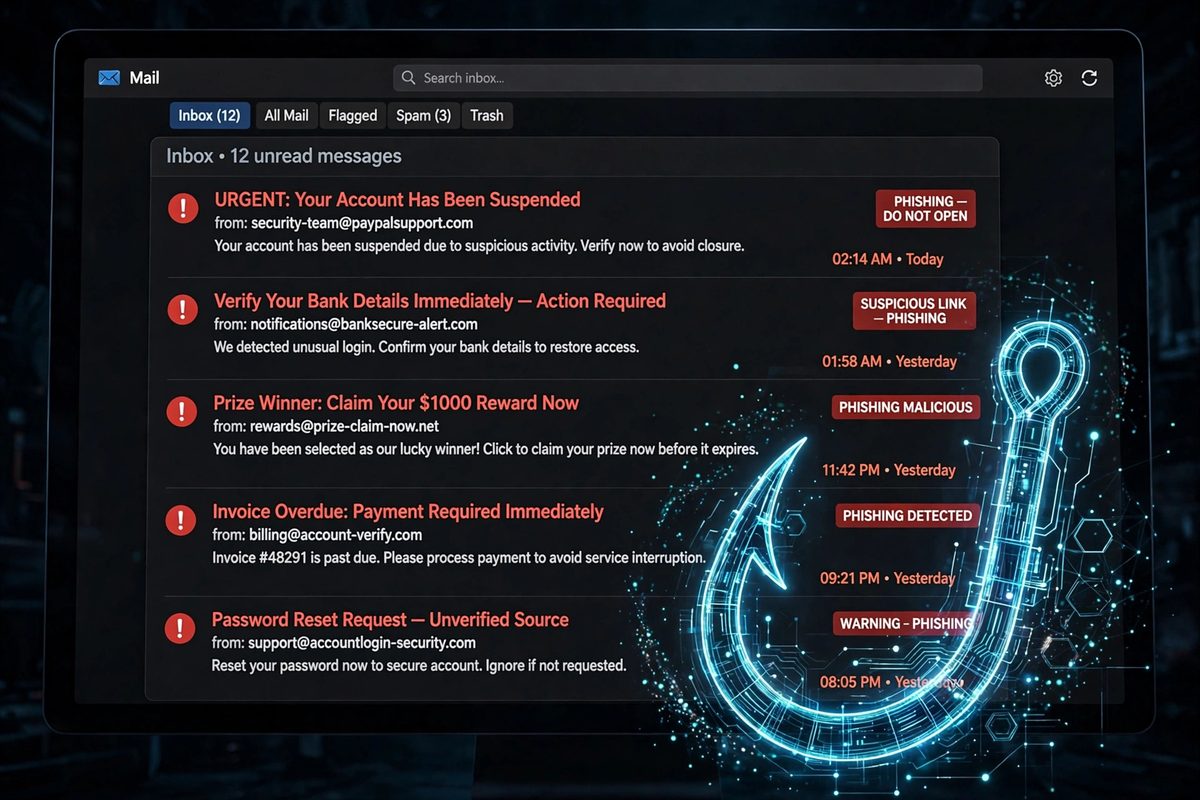 Mail
Search inbox...
Inbox (12)
All Mail
Flagged
Spam (3)
Trash
Inbox • 12 unread messages
URGENT: Your Account Has Been Suspended
from: security-team@paypalsupport.com
Your account has been suspended due to suspicious activity. Verify now to avoid closure.
PHISHING —
DO NOT OPEN
02:14 AM • Today
Verify Your Bank Details Immediately — Action Required
from: notifications@banksecure-alert.com
We detected unusual login. Confirm your bank details to restore access.
SUSPICIOUS LINK
— PHISHING
01:58 AM • Yesterday
Prize Winner: Claim Your $1000 Reward Now
from: rewards@prize-claim-now.net
You have been selected as our lucky winner! Click to claim your prize now before it expires.
PHISHING MALICIOUS
11:42 PM • Yesterday
Invoice Overdue: Payment Required Immediately
from: billing@account-verify.com
Invoice #48291 is past due. Please process payment to avoid service interruption.
PHISHING DETECTED
09:21 PM • Yesterday
Password Reset Request — Unverified Source
from: support@accountlogin-security.com
Reset your password now to secure account. Ignore if not requested.
WARNING - PHISHING
08:05 PM • Yesterday